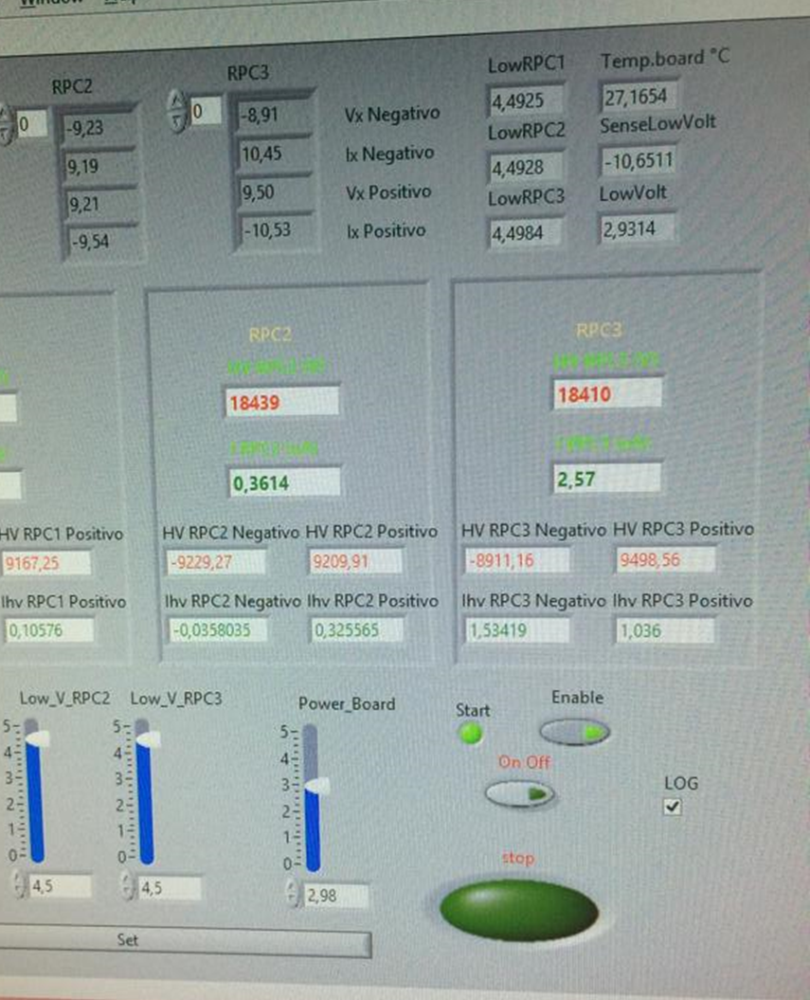 RPC2
0
-9,23
9,19
9,21
-9,54
RPC3
0
-8,91
10,45
9,50
-10,53
Vx Negativo
Ix Negativo
Vx Positivo
Ix Positivo
LowRPC1
4,4925
LowRPC2
4,4928
LowRPC3
4,4984
Temp.board °C
27,1654
SenseLowVolt
-10,6511
LowVolt
2,9314
HV RPC1 Positivo
9167,25
Ihv RPC1 Positivo
0,10576
RPC2
18439
0,3614
HV RPC2 Negativo HV RPC2 Positivo
-9229,27 9209,91
Ihv RPC2 Negativo Ihv RPC2 Positivo
-0,0358035 0,325565
RPC3
18410
2,57
HV RPC3 Negativo HV RPC3 Positivo
-8911,16 9498,56
Ihv RPC3 Negativo Ihv RPC3 Positivo
1,53419 1,036
Low_V_RPC2
5
4
3
2
1
0
4,5
Low_V_RPC3
5
4
3
2
1
0
4,5
Power_Board
5
4
3
2
1
0
2,98
Set
Start
Enable
On Off
LOG
stop